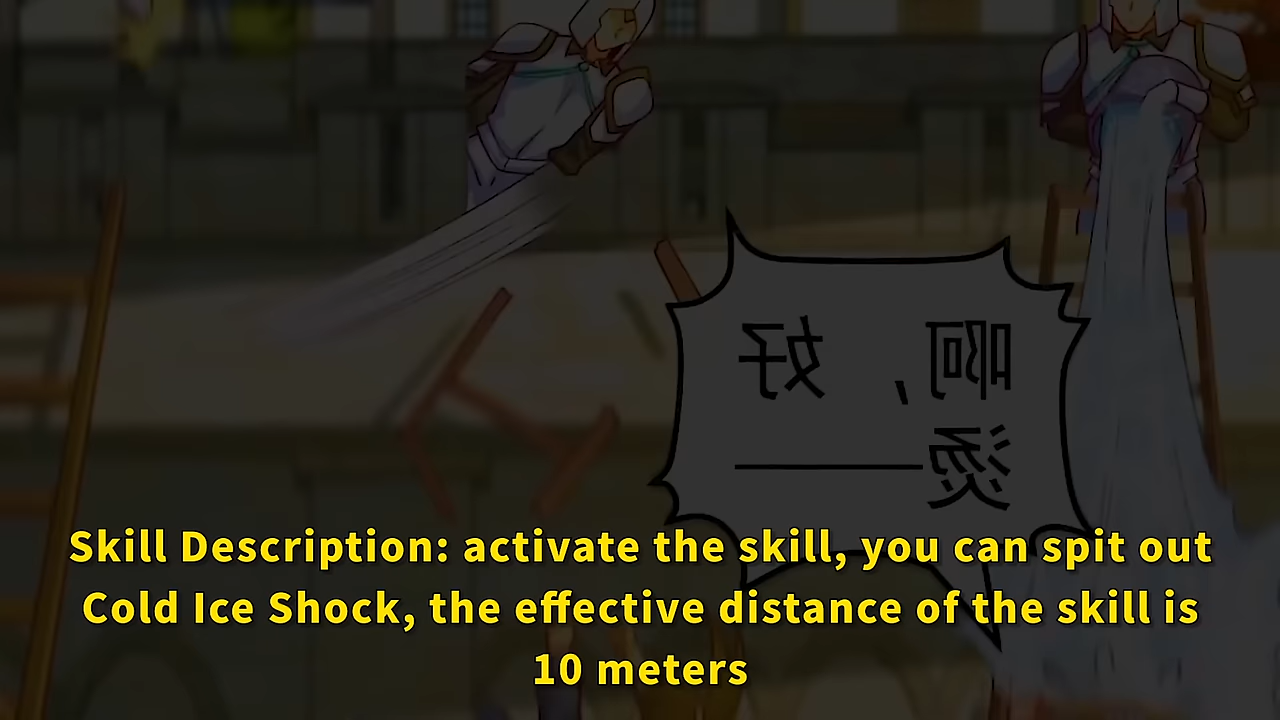 啊，好
烫——
Skill Description: activate the skill, you can spit out
Cold Ice Shock, the effective distance of the skill is
10 meters